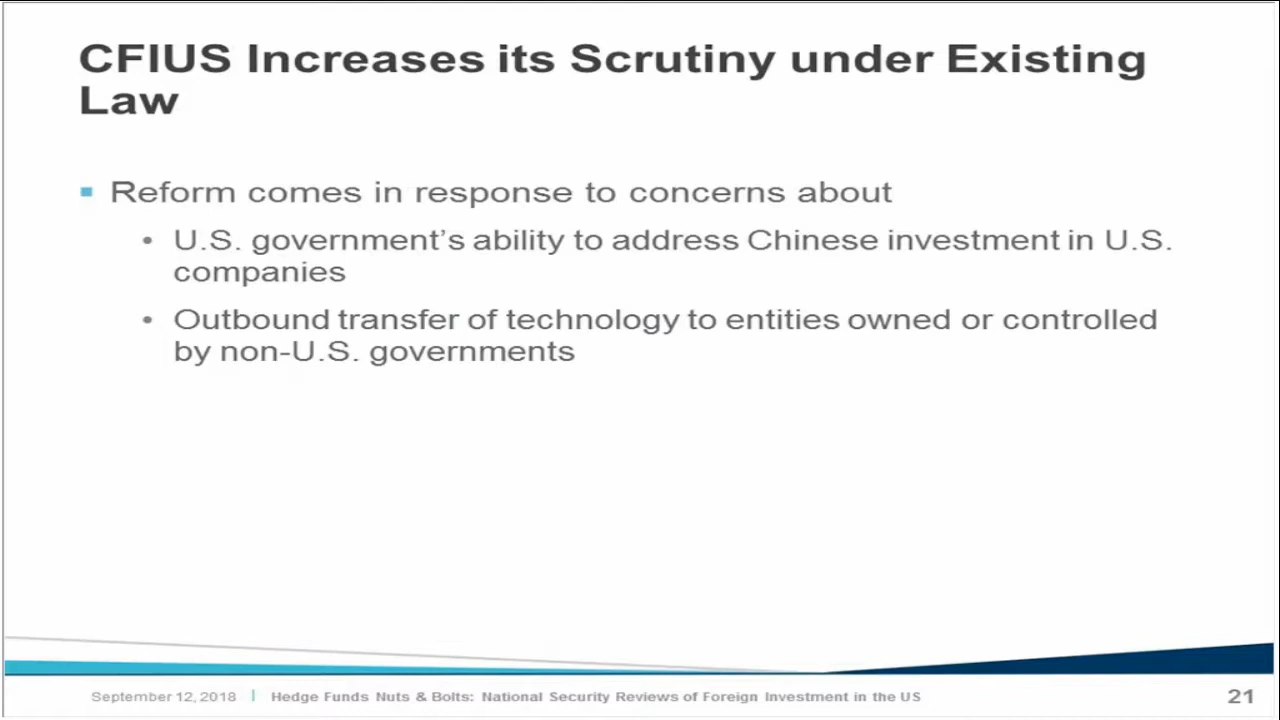 CFIUS Increases its Scrutiny under Existing
Law
Reform comes in response to concerns about
U.S. government’s ability to address Chinese investment in U.S.
companies
Outbound transfer of technology to entities owned or controlled
by non-U.S. governments
September 12, 2018 | Hedge Funds Nuts & Bolts: National Security Reviews of Foreign Investment in the US 21